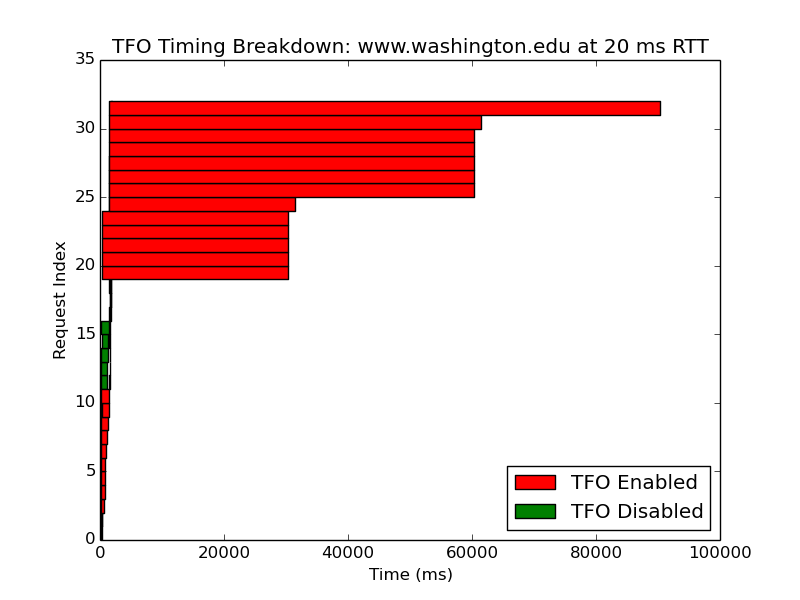 TFO Timing Breakdown: www.washington.edu at 20 ms RTT
35
30
25
20
15
10
5
0
Request Index
0 20000 40000 60000 80000 100000
Time (ms)
TFO Enabled
TFO Disabled